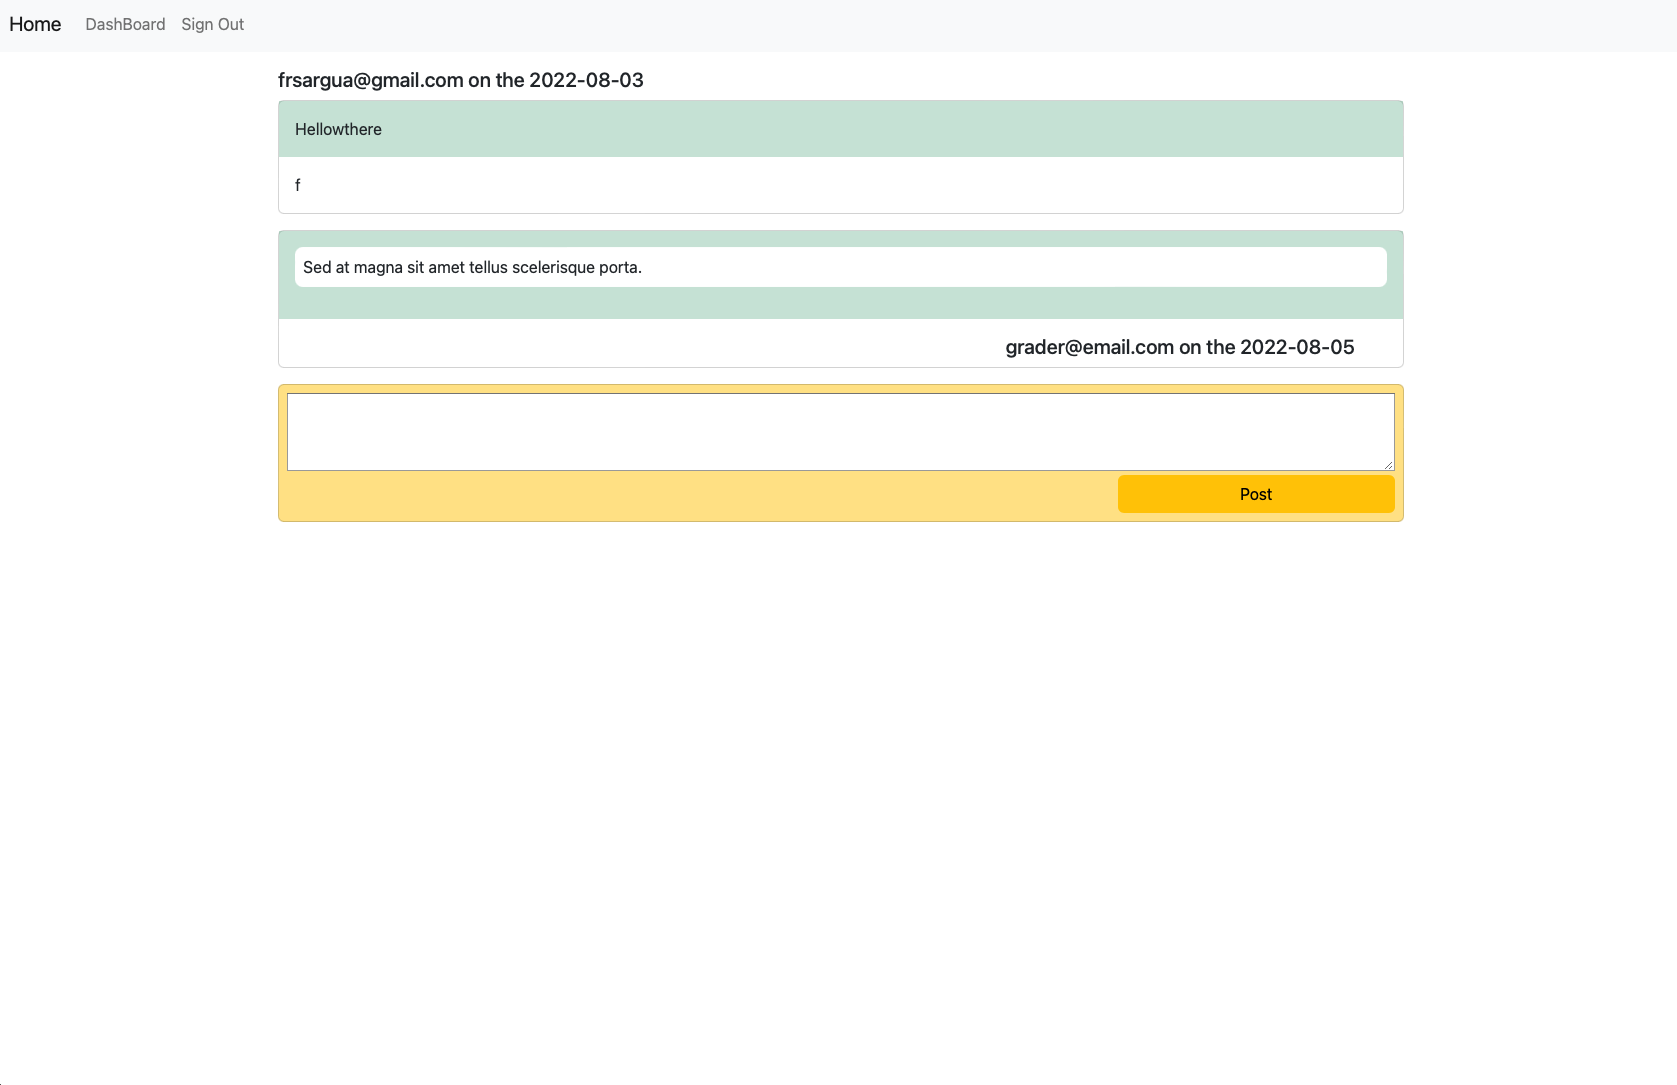 Home DashBoard Sign Out
frsargua@gmail.com on the 2022-08-03
Hellowthere
f
Sed at magna sit amet tellus scelerisque porta.
grader@email.com on the 2022-08-05
Post